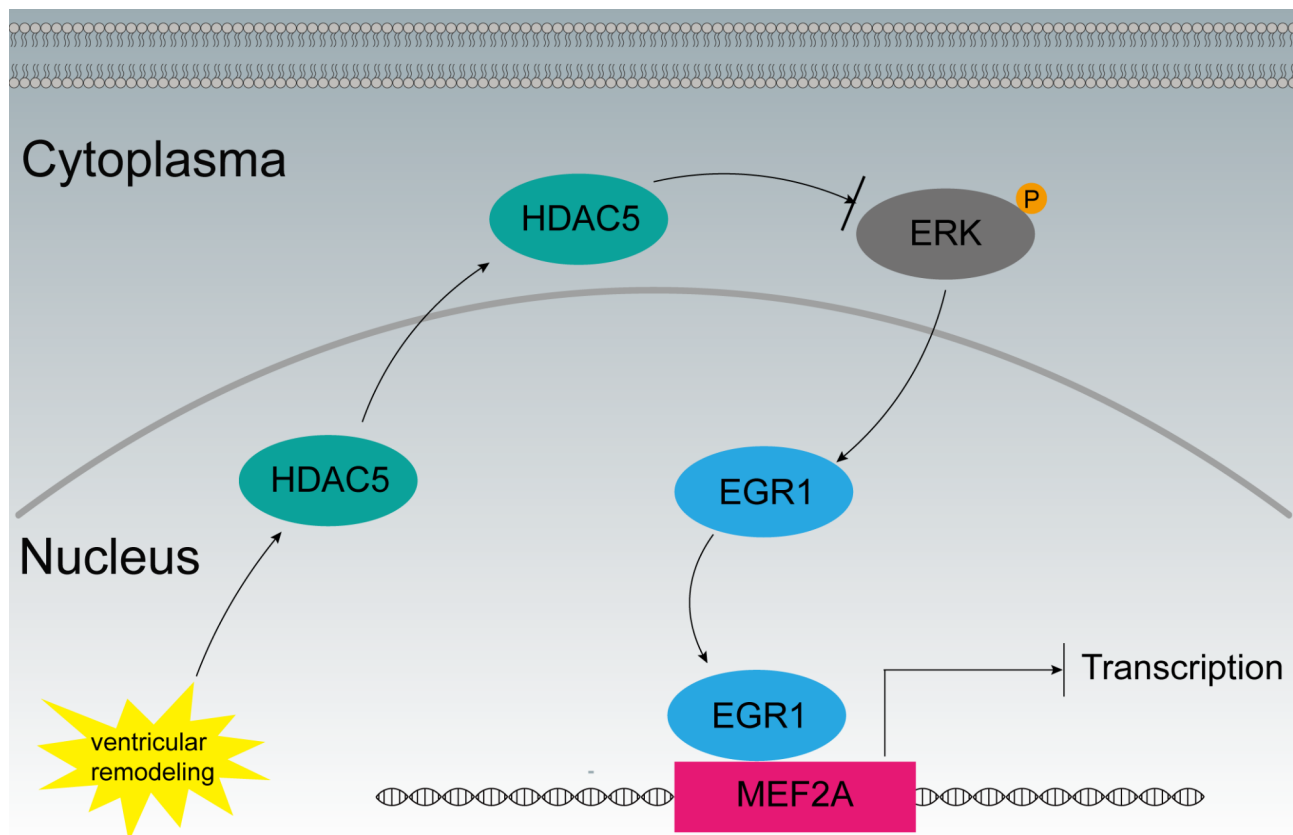 Cytoplasma
HDAC5
P
ERK
HDAC5
EGR1
Nucleus
Transcription
EGR1
ventricular
remodeling
MEF2A